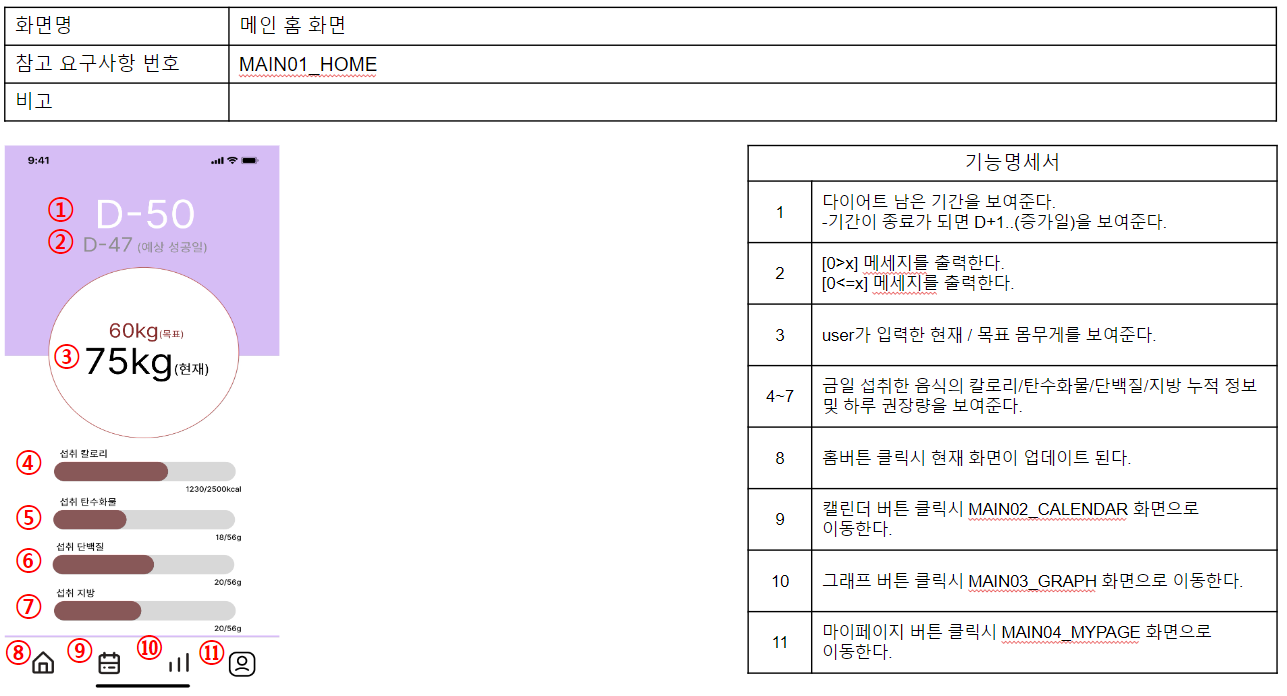 화면명 메인 홈 화면
참고 요구사항 번호 MAIN01_HOME
비고
9:41
① D-50
② D-47 (예상 성공일)
60kg(목표)
③ 75kg(현재)
섭취 칼로리
④
1230/2500kcal
섭취 탄수화물
⑤
18/56g
섭취 단백질
⑥
20/56g
섭취 지방
⑦
20/56g
⑧ ⑨ ⑩ ⑪
기능명세서
1 다이어트 남은 기간을 보여준다.
-기간이 종료가 되면 D+1..(증가일)을 보여준다.
2 [0>x] 메세지를 출력한다.
[0<=x] 메세지를 출력한다.
3 user가 입력한 현재 / 목표 몸무게를 보여준다.
4~7 금일 섭취한 음식의 칼로리/탄수화물/단백질/지방 누적 정보
및 하루 권장량을 보여준다.
8 홈버튼 클릭시 현재 화면이 업데이트 된다.
9 캘린더 버튼 클릭시 MAIN02_CALENDAR 화면으로
이동한다.
10 그래프 버튼 클릭시 MAIN03_GRAPH 화면으로 이동한다.
11 마이페이지 버튼 클릭시 MAIN04_MYPAGE 화면으로
이동한다.